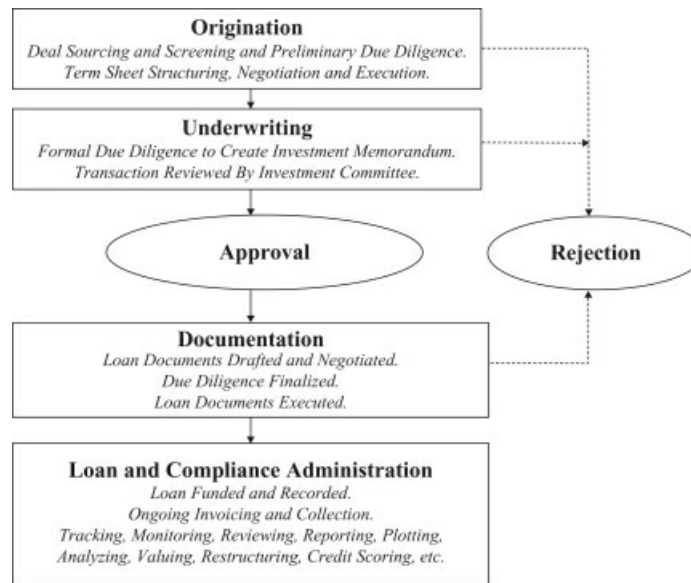 Origination
Deal Sourcing and Screening and Preliminary Due Diligence.
Term Sheet Structuring, Negotiation and Execution.
Underwriting
Formal Due Diligence to Create Investment Memorandum.
Transaction Reviewed By Investment Committee.
Approval
Rejection
Documentation
Loan Documents Drafted and Negotiated.
Due Diligence Finalized.
Loan Documents Executed.
Loan and Compliance Administration
Loan Funded and Recorded.
Ongoing Invoicing and Collection.
Tracking, Monitoring, Reviewing, Reporting, Plotting,
Analyzing, Valuing, Restructuring, Credit Scoring, etc.